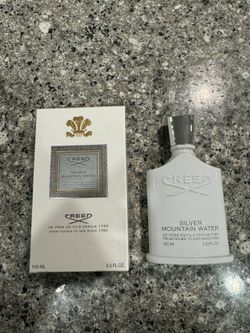 CREED
SILVER
MOUNTAIN WATER
CREED
DE PÈRE EN FILS DEPUIS 1760
FROM FATHER TO SON SINCE 1760
100 ML 3.3 FL.OZ.
CREED
SILVER
MOUNTAIN WATER
DE PÈRE EN FILS DEPUIS 1760
FROM FATHER TO SON SINCE 1760
100 ml 3.3 FL.OZ.